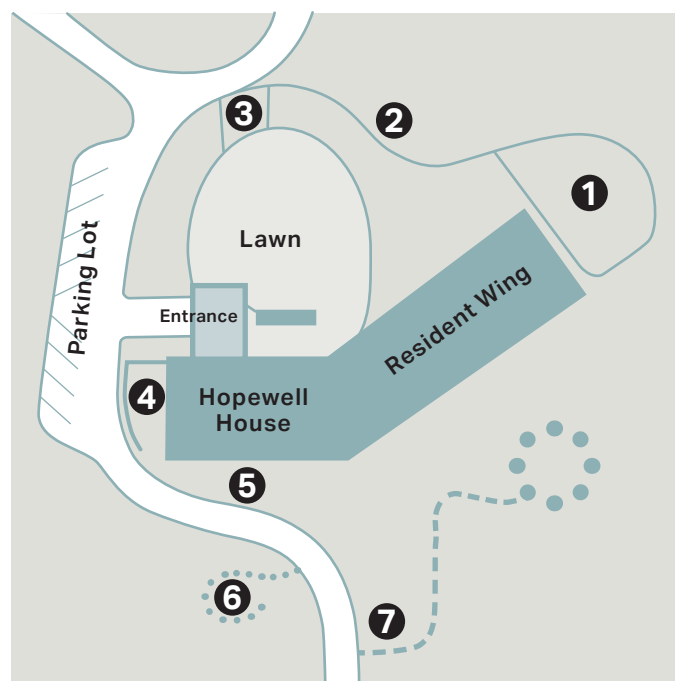 3
2
1
Lawn
Parking Lot
Resident Wing
Entrance
4
Hopewell
House
5
6
7